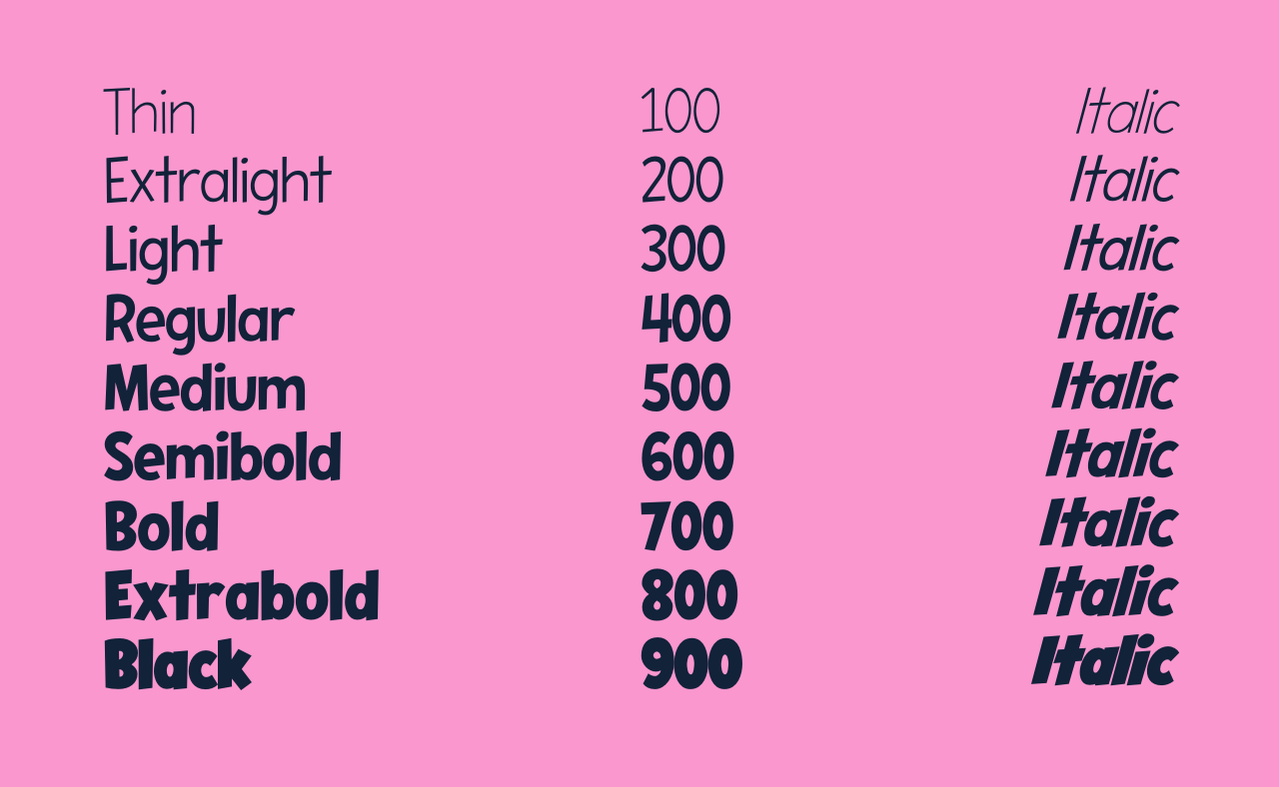 Thin 100 Italic
Extralight 200 Italic
Light 300 Italic
Regular 400 Italic
Medium 500 Italic
Semibold 600 Italic
Bold 700 Italic
Extrabold 800 Italic
Black 900 Italic